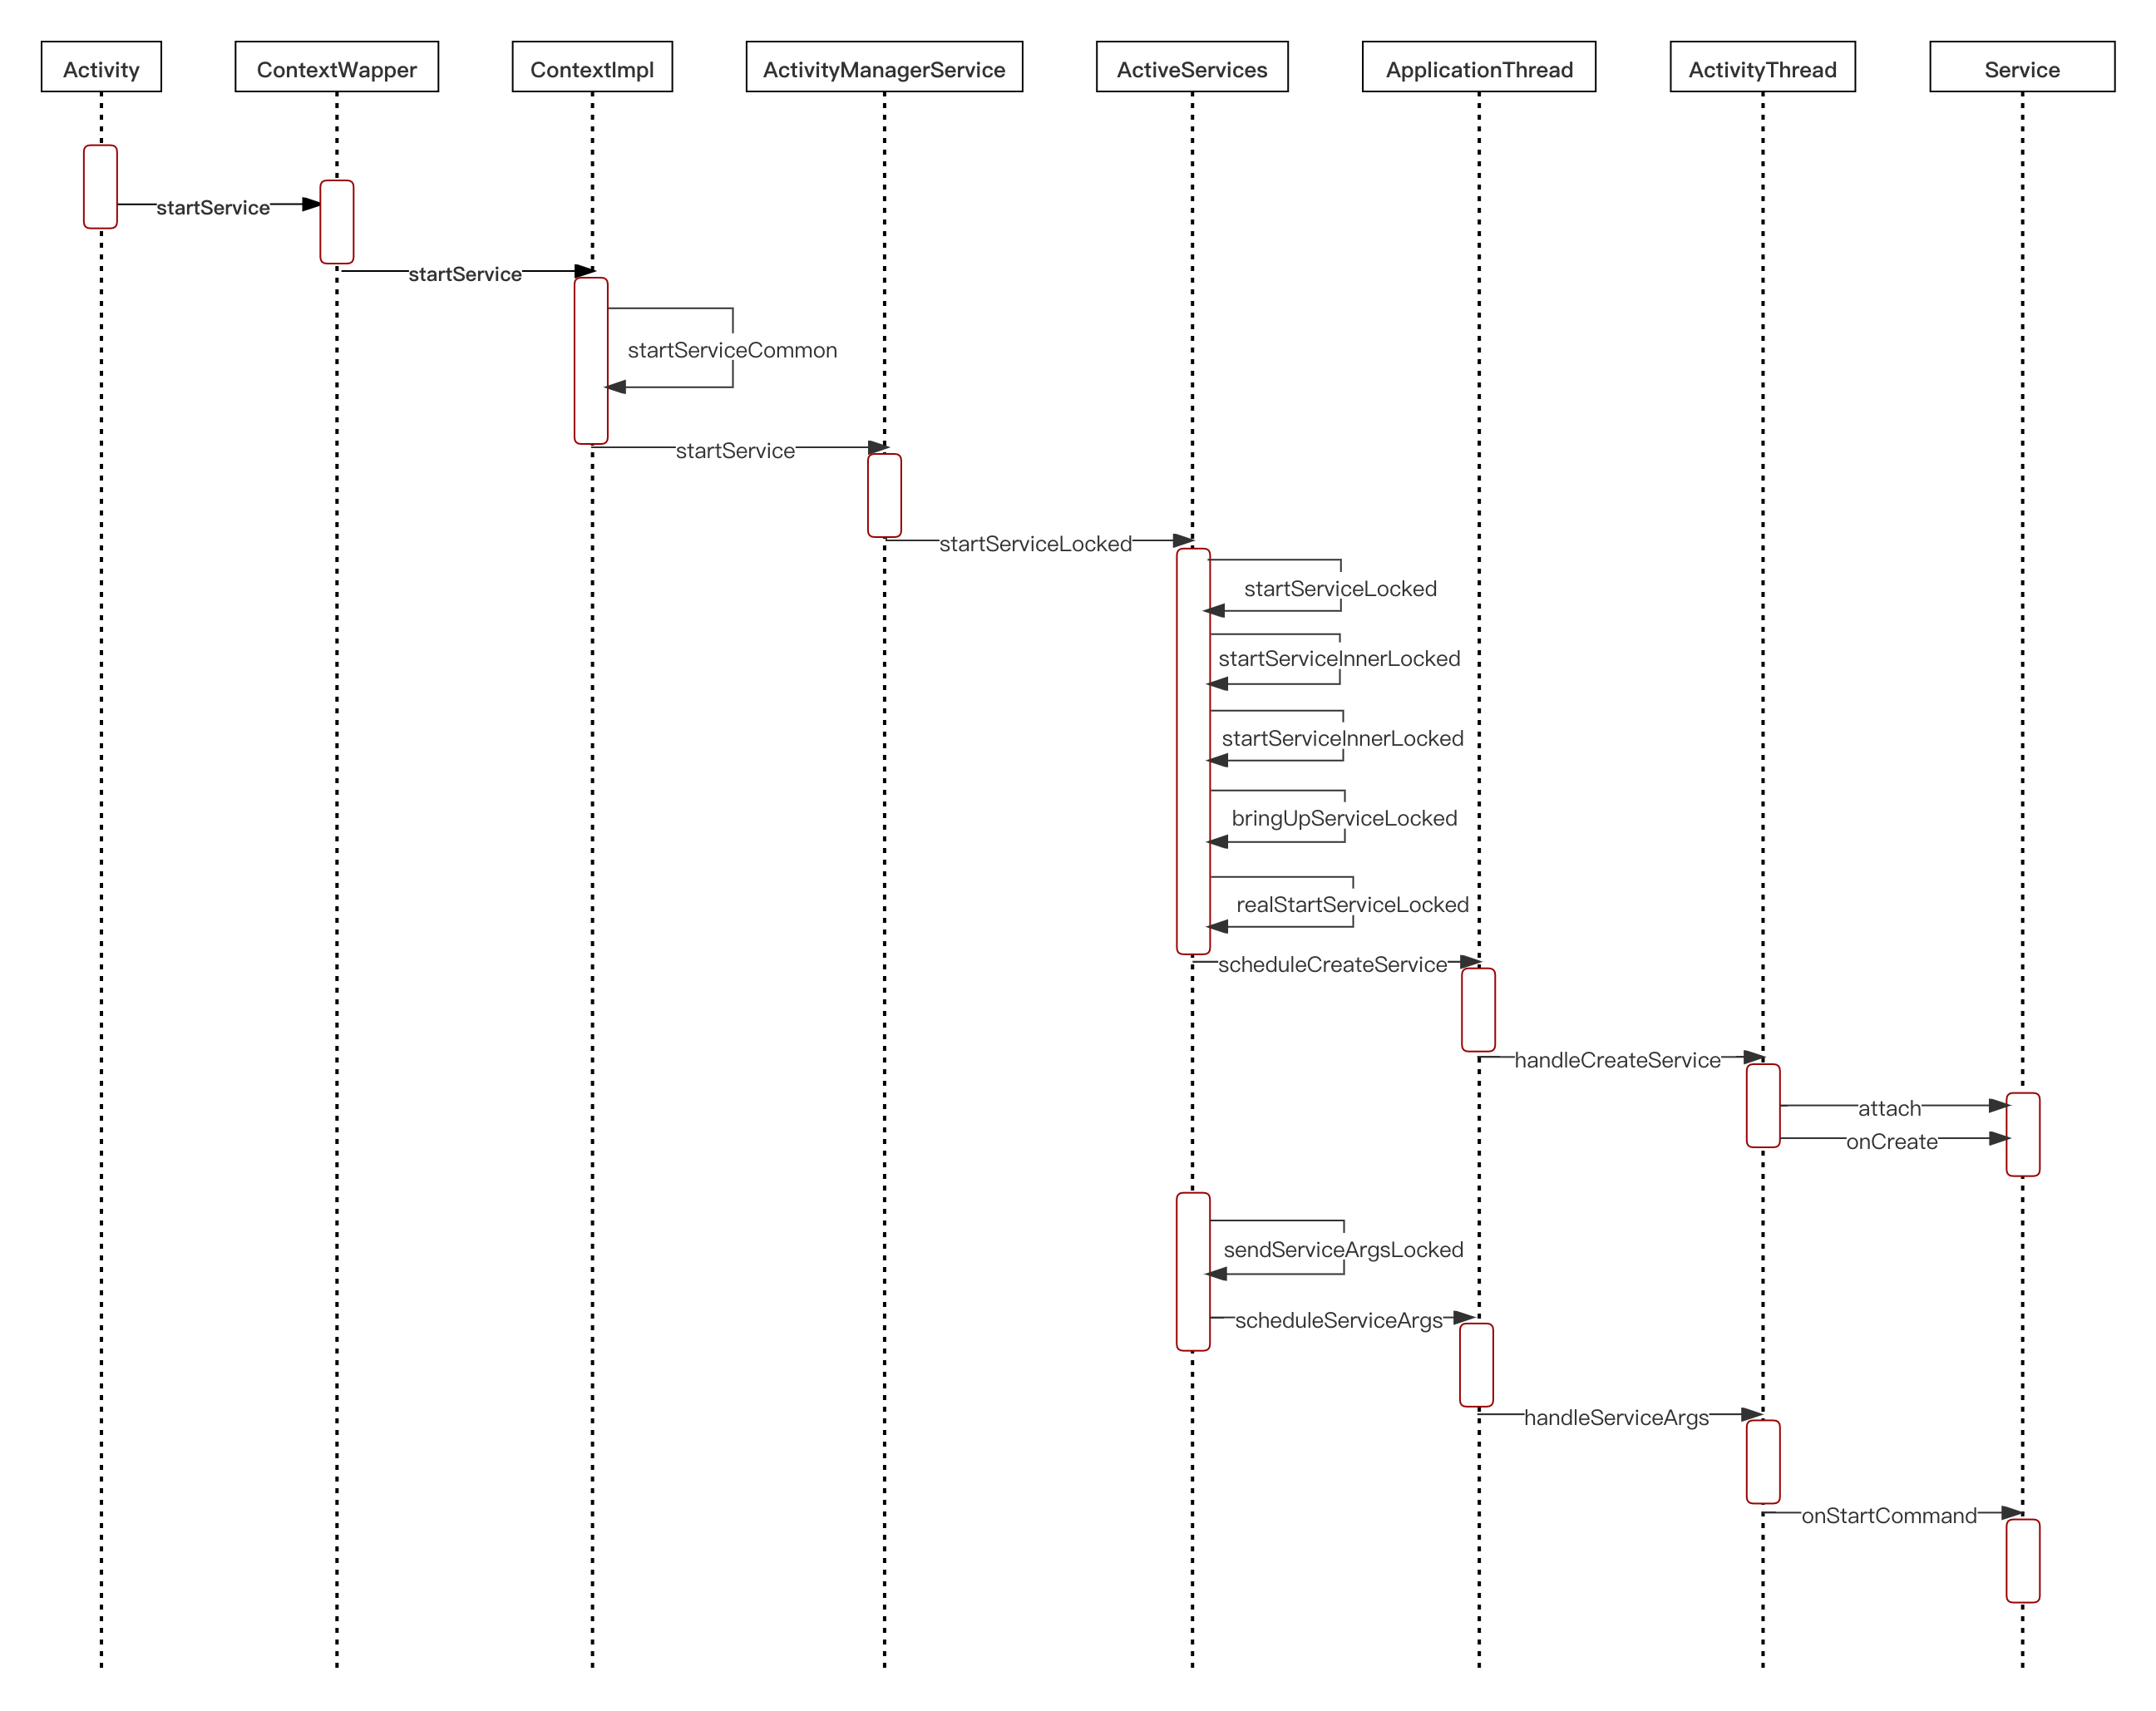 Activity
ContextWapper
ContextImpl
ActivityManagerService
ActiveServices
ApplicationThread
ActivityThread
Service
startService
startService
startServiceCommon
startService
startServiceLocked
startServiceLocked
startServiceInnerLocked
startServiceInnerLocked
bringUpServiceLocked
realStartServiceLocked
scheduleCreateService
handleCreateService
attach
onCreate
sendServiceArgsLocked
scheduleServiceArgs
handleServiceArgs
onStartCommand